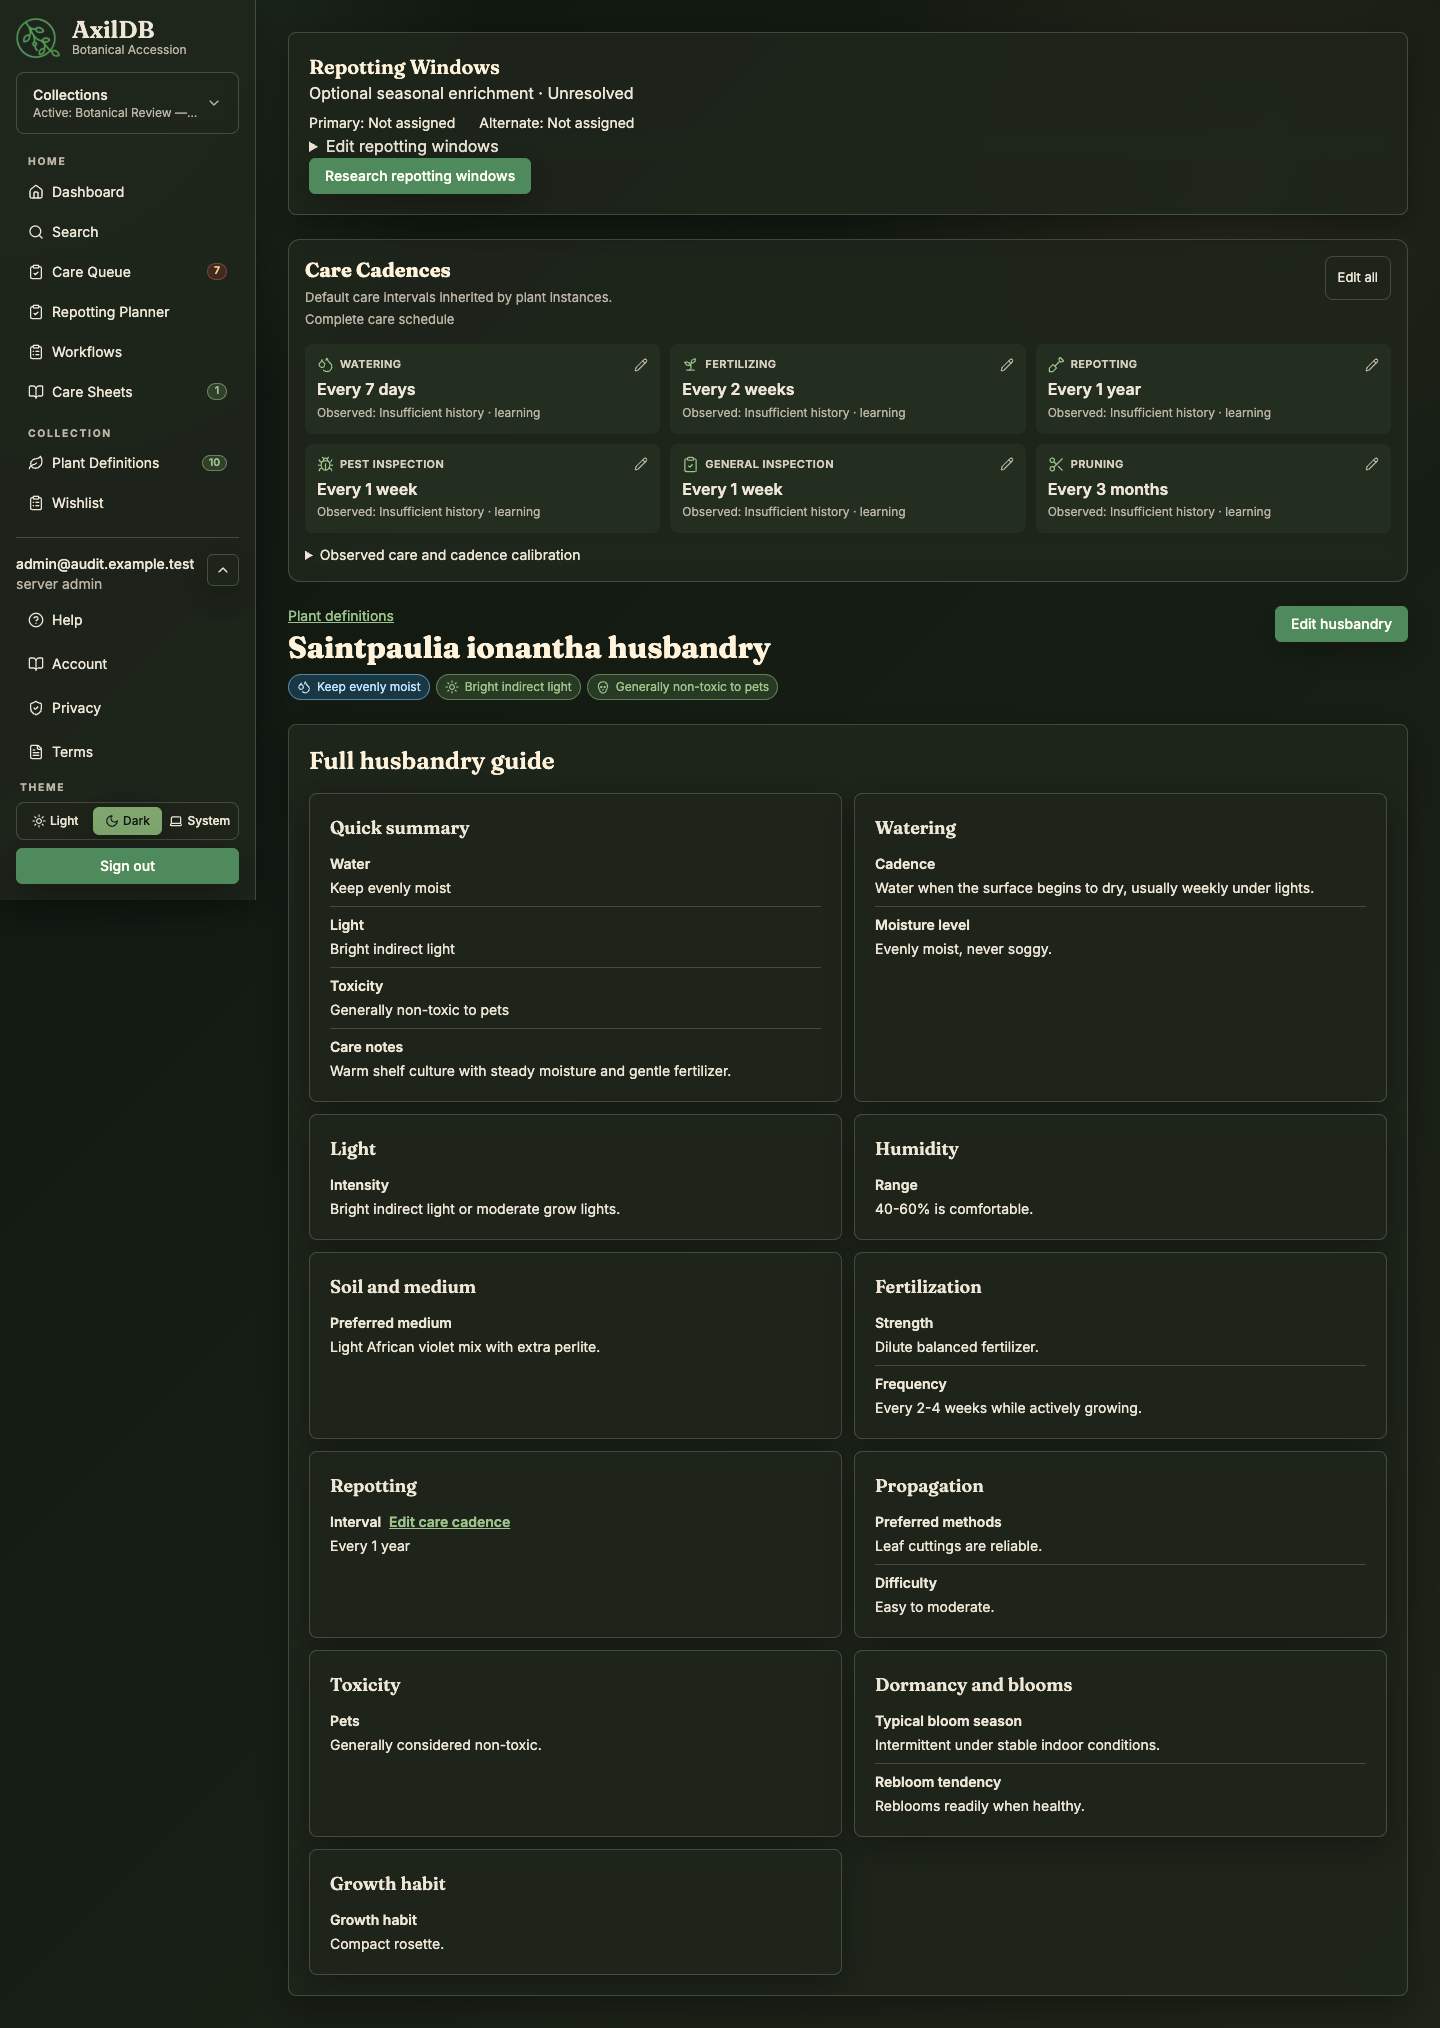 AxilDB
Botanical Accession
Collections
Active: Botanical Review —...
HOME
Dashboard
Search
Care Queue 7
Repotting Planner
Workflows
Care Sheets 1
COLLECTION
Plant Definitions 10
Wishlist
admin@audit.example.test
server admin
Help
Account
Privacy
Terms
THEME
Light Dark System
Sign out
Repotting Windows
Optional seasonal enrichment · Unresolved
Primary: Not assigned Alternate: Not assigned
Edit repotting windows
Research repotting windows
Care Cadences
Edit all
Default care intervals inherited by plant instances.
Complete care schedule
WATERING
Every 7 days
Observed: Insufficient history · learning
FERTILIZING
Every 2 weeks
Observed: Insufficient history · learning
REPOTTING
Every 1 year
Observed: Insufficient history · learning
PEST INSPECTION
Every 1 week
Observed: Insufficient history · learning
GENERAL INSPECTION
Every 1 week
Observed: Insufficient history · learning
PRUNING
Every 3 months
Observed: Insufficient history · learning
Observed care and cadence calibration
Plant definitions
Saintpaulia ionantha husbandry
Edit husbandry
Keep evenly moist Bright indirect light Generally non-toxic to pets
Full husbandry guide
Quick summary
Water
Keep evenly moist
Light
Bright indirect light
Toxicity
Generally non-toxic to pets
Care notes
Warm shelf culture with steady moisture and gentle fertilizer.
Watering
Cadence
Water when the surface begins to dry, usually weekly under lights.
Moisture level
Evenly moist, never soggy.
Light
Intensity
Bright indirect light or moderate grow lights.
Humidity
Range
40-60% is comfortable.
Soil and medium
Preferred medium
Light African violet mix with extra perlite.
Fertilization
Strength
Dilute balanced fertilizer.
Frequency
Every 2-4 weeks while actively growing.
Repotting
Interval Edit care cadence
Every 1 year
Propagation
Preferred methods
Leaf cuttings are reliable.
Difficulty
Easy to moderate.
Toxicity
Pets
Generally considered non-toxic.
Dormancy and blooms
Typical bloom season
Intermittent under stable indoor conditions.
Rebloom tendency
Reblooms readily when healthy.
Growth habit
Growth habit
Compact rosette.